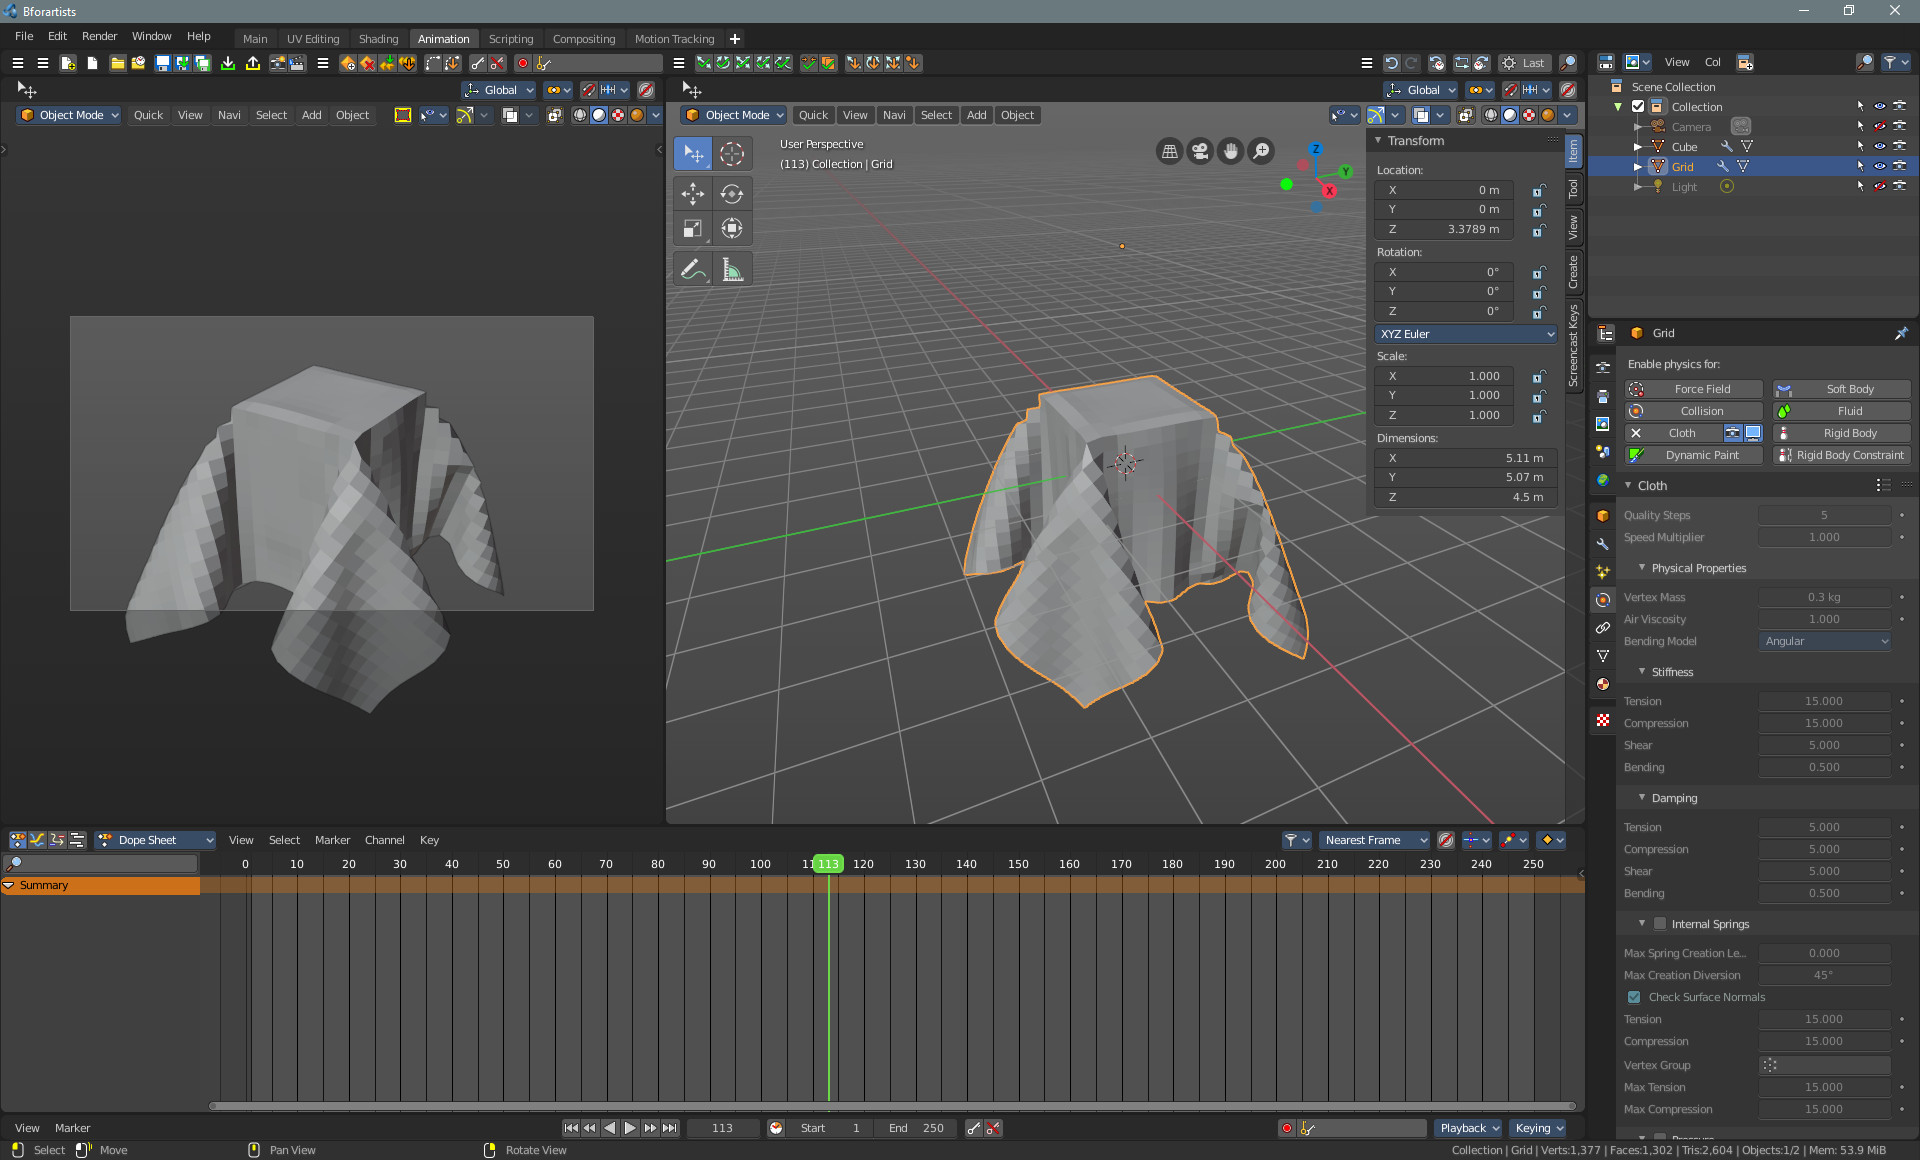 Bforartists
File Edit Render Window Help Main UV Editing Shading Animation Scripting Compositing Motion Tracking +
Last
View Col
Global
Global
Object Mode Quick View Navi Select Add Object
Object Mode Quick View Navi Select Add Object
User Perspective
(113) Collection | Grid
Z
Y
X
Transform
Location:
X 0 m
Y 0 m
Z 3.3789 m
Rotation:
X 0°
Y 0°
Z 0°
XYZ Euler
Scale:
X 1.000
Y 1.000
Z 1.000
Dimensions:
X 5.11 m
Y 5.07 m
Z 4.5 m
Item
Tool
View
Create
Screencast Keys
Scene Collection
Collection
Camera
Cube
Grid
Light
Grid
Enable physics for:
Force Field Soft Body
Collision Fluid
Cloth Rigid Body
Dynamic Paint Rigid Body Constraint
Cloth
Quality Steps 5
Speed Multiplier 1.000
Physical Properties
Vertex Mass 0.3 kg
Air Viscosity 1.000
Bending Model Angular
Stiffness
Tension 15.000
Compression 15.000
Shear 5.000
Bending 0.500
Damping
Tension 5.000
Compression 5.000
Shear 5.000
Bending 0.500
Internal Springs
Max Spring Creation Le... 0.000
Max Creation Diversion 45°
Check Surface Normals
Tension 15.000
Compression 15.000
Vertex Group
Max Tension 15.000
Max Compression 15.000
Dope Sheet View Select Marker Channel Key Nearest Frame
0 10 20 30 40 50 60 70 80 90 100 113 120 130 140 150 160 170 180 190 200 210 220 230 240 250
Summary
View Marker 113 Start 1 End 250 Playback Keying
Select Move Pan View Rotate View Collection | Grid | Verts:1,377 | Faces:1,302 | Tris:2,604 | Objects:1/2 | Mem: 53.9 MiB